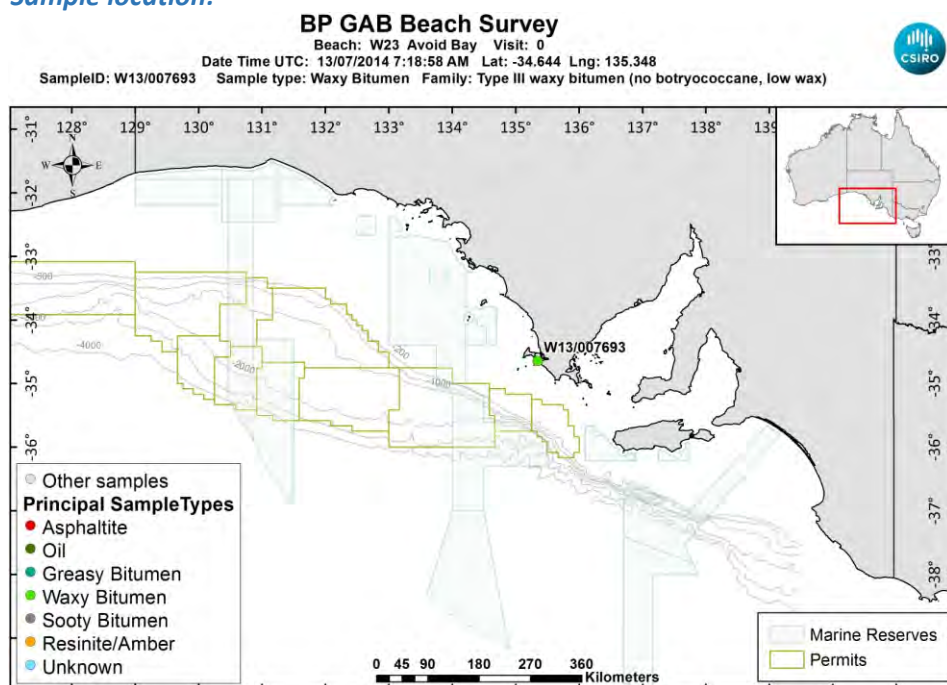 Sample location:
BP GAB Beach Survey
Beach: W23 Avoid Bay Visit: 0
Date Time UTC: 13/07/2014 7:18:58 AM Lat: -34.644 Lng: 135.348
SampleID: W13/007693 Sample type: Waxy Bitumen Family: Type III waxy bitumen (no botryococcane, low wax)
CSIRO
128° 129° 130° 131° 132° 133° 134° 135° 136° 137° 138° 139
-31° 
N
W E
S
-32°
-33°
-34° -34°
-35° -35°
-36° -36°
-37°
-38°
-200
-1000
-2000
-4000
W13/007693
Other samples
Principal SampleTypes
Asphaltite
Oil
Greasy Bitumen
Waxy Bitumen
Sooty Bitumen
Resinite/Amber
Unknown
0 45 90 180 270 360
Kilometers
Marine Reserves
Permits